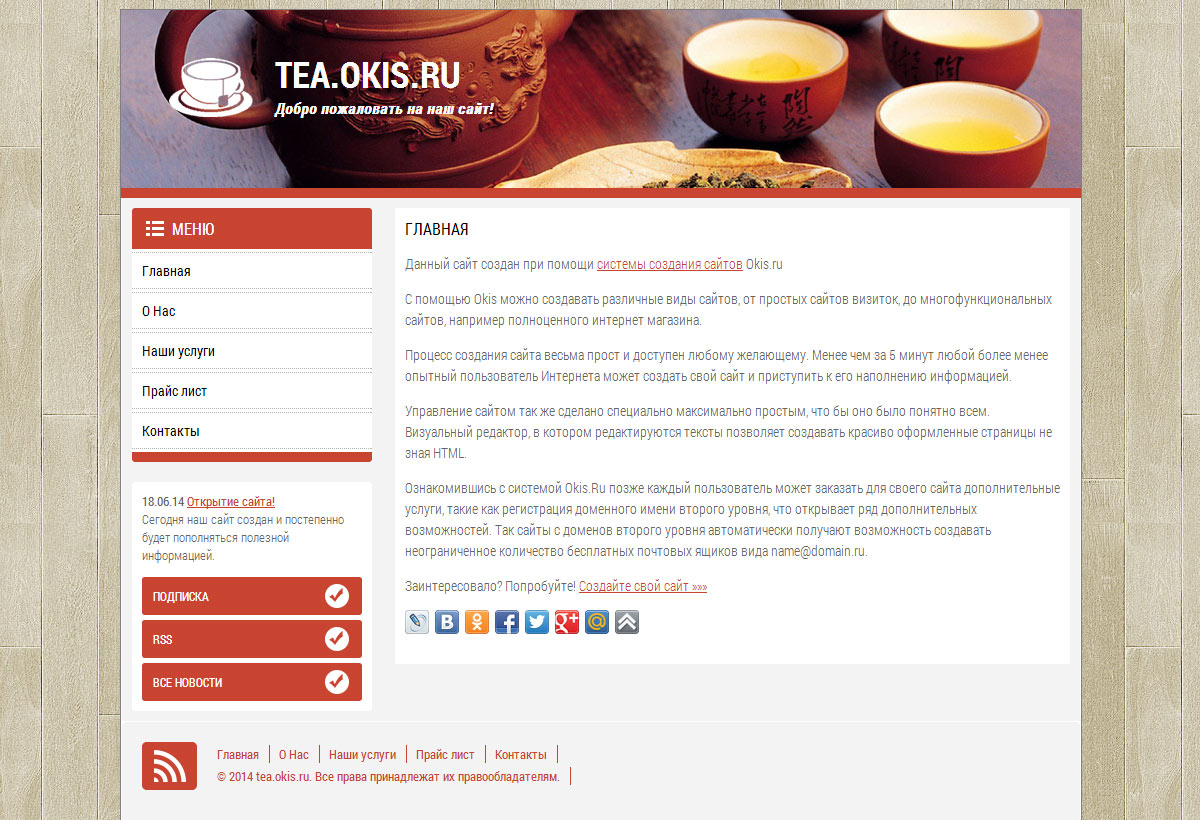 TEA.OKIS.RU
Добро пожаловать на наш сайт!
МЕНЮ
Главная
О Нас
Наши услуги
Прайс лист
Контакты
18.06.14 Открытие сайта!
Сегодня наш сайт создан и постепенно
будет пополняться полезной
информацией.
ПОДПИСКА
RSS
ВСЕ НОВОСТИ
ГЛАВНАЯ
Данный сайт создан при помощи системы создания сайтов Okis.ru
С помощью Okis можно создавать различные виды сайтов, от простых сайтов визиток, до многофункциональных
сайтов, например полноценного интернет магазина.
Процесс создания сайта весьма прост и доступен любому желающему. Менее чем за 5 минут любой более менее
опытный пользователь Интернета может создать свой сайт и приступить к его наполнению информацией.
Управление сайтом так же сделано специально максимально простым, что бы оно было понятно всем.
Визуальный редактор, в котором редактируются тексты позволяет создавать красиво оформленные страницы не
зная HTML.
Ознакомившись с системой Okis.Ru позже каждый пользователь может заказать для своего сайта дополнительные
услуги, такие как регистрация доменного имени второго уровня, что открывает ряд дополнительных
возможностей. Так сайты с доменов второго уровня автоматически получают возможность создавать
неограниченное количество бесплатных почтовых ящиков вида name@domain.ru.
Заинтересовало? Попробуйте! Создайте свой сайт »»»
Главная О Нас Наши услуги Прайс лист Контакты
© 2014 tea.okis.ru. Все права принадлежат их правообладателям.